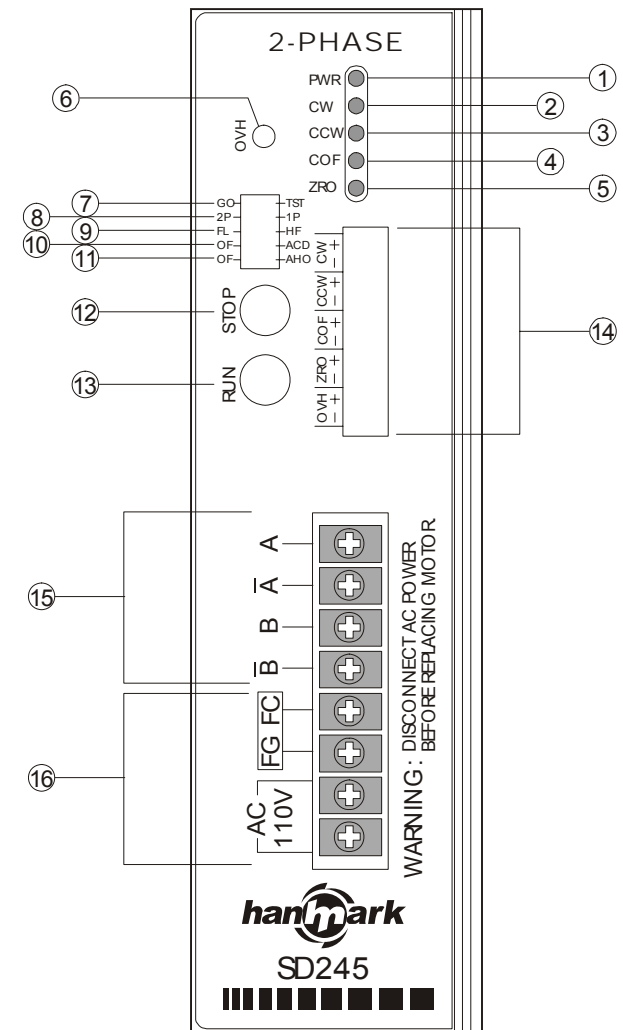 2-PHASE
PWR
CW
CCW
COF
ZRO
1
2
3
4
5
6
OVH
7
8
9
10
11
GO TST
2P 1P
FL HF
OF ACD
OF AHO
12
STOP
13
RUN
CW + −
CCW + −
COF + −
ZRO + −
OVH + −
14
15
A
A̅
B
B̅
16
FC
FG
AC
110V
WARNING: DISCONNECT AC POWER
BEFORE REPLACING MOTOR
hanmark
SD245